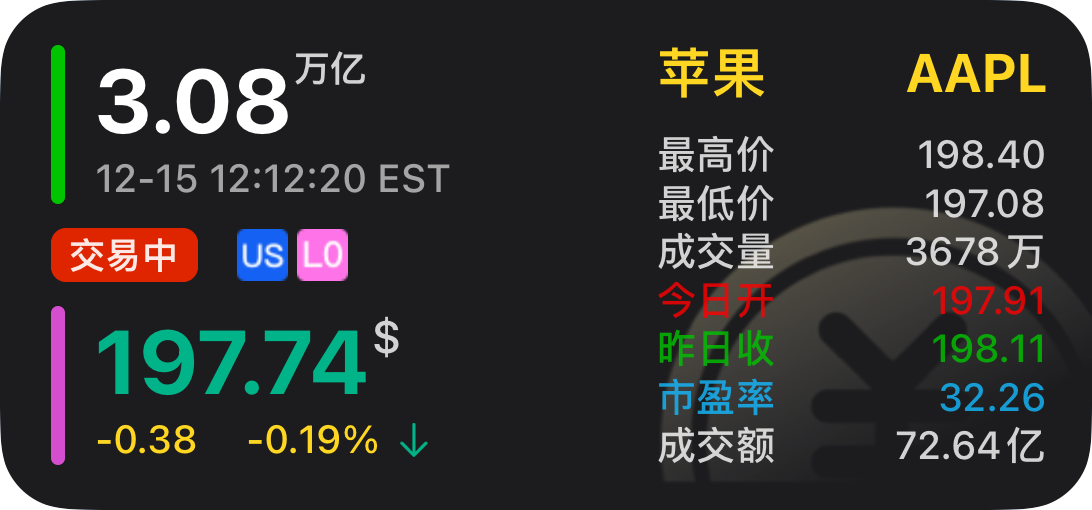 3.08万亿
12-15 12:12:20 EST
交易中 US L0
197.74$
-0.38 -0.19% ↓
苹果 AAPL
最高价 198.40
最低价 197.08
成交量 3678万
今日开 197.91
昨日收 198.11
市盈率 32.26
成交额 72.64亿